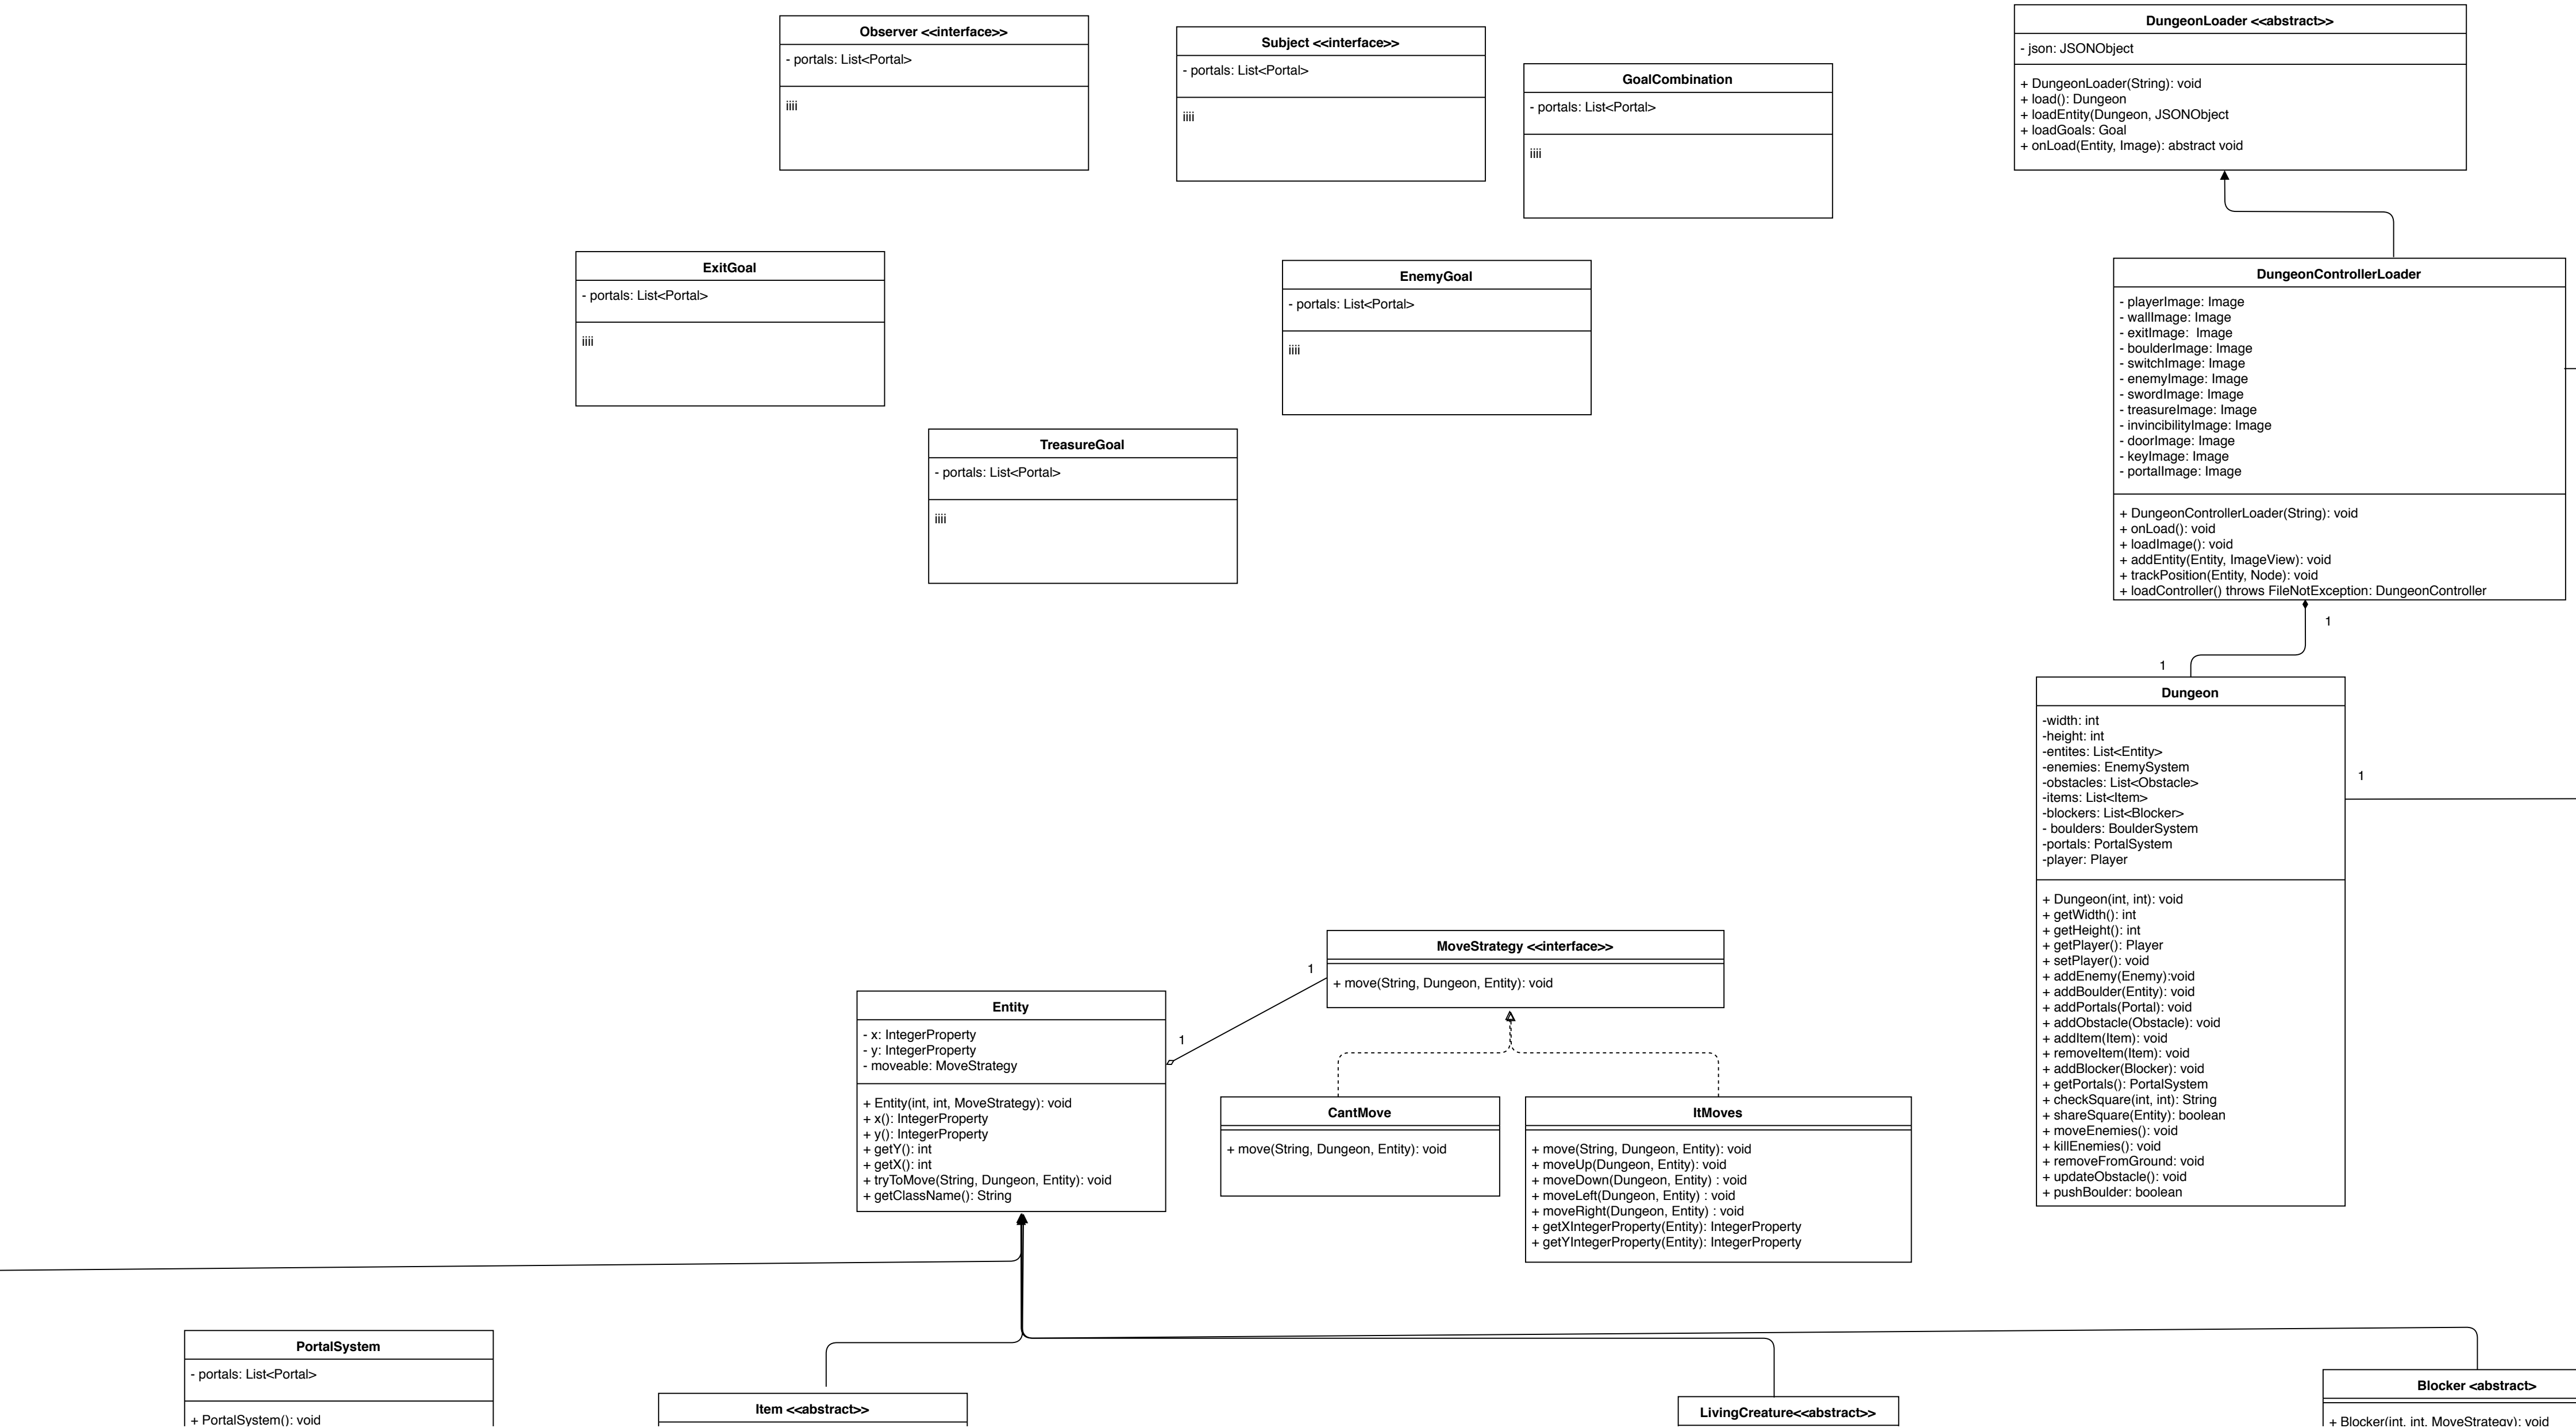 Observer <<interface>>
- portals: List<Portal>
iiii
Subject <<interface>>
- portals: List<Portal>
iiii
GoalCombination
- portals: List<Portal>
iiii
DungeonLoader <<abstract>>
- json: JSONObject
+ DungeonLoader(String): void
+ load(): Dungeon
+ loadEntity(Dungeon, JSONObject
+ loadGoals: Goal
+ onLoad(Entity, Image): abstract void
ExitGoal
- portals: List<Portal>
iiii
EnemyGoal
- portals: List<Portal>
iiii
TreasureGoal
- portals: List<Portal>
iiii
DungeonControllerLoader
- playerImage: Image
- wallImage: Image
- exitImage:  Image
- boulderImage: Image
- switchImage: Image
- enemyImage: Image
- swordImage: Image
- treasureImage: Image
- invincibilityImage: Image
- doorImage: Image
- keyImage: Image
- portalImage: Image
+ DungeonControllerLoader(String): void
+ onLoad(): void
+ loadImage(): void
+ addEntity(Entity, ImageView): void
+ trackPosition(Entity, Node): void
+ loadController() throws FileNotException: DungeonController
1
1
Dungeon
-width: int
-height: int
-entites: List<Entity>
-enemies: EnemySystem
-obstacles: List<Obstacle>
-items: List<Item>
-blockers: List<Blocker>
- boulders: BoulderSystem
-portals: PortalSystem
-player: Player
+ Dungeon(int, int): void
+ getWidth(): int
+ getHeight(): int
+ getPlayer(): Player
+ setPlayer(): void
+ addEnemy(Enemy):void
+ addBoulder(Entity): void
+ addPortals(Portal): void
+ addObstacle(Obstacle): void
+ addItem(Item): void
+ removeItem(Item): void
+ addBlocker(Blocker): void
+ getPortals(): PortalSystem
+ checkSquare(int, int): String
+ shareSquare(Entity): boolean
+ moveEnemies(): void
+ killEnemies(): void
+ removeFromGround: void
+ updateObstacle(): void
+ pushBoulder: boolean
1
MoveStrategy <<interface>>
+ move(String, Dungeon, Entity): void
1
1
Entity
- x: IntegerProperty
- y: IntegerProperty
- moveable: MoveStrategy
+ Entity(int, int, MoveStrategy): void
+ x(): IntegerProperty
+ y(): IntegerProperty
+ getY(): int
+ getX(): int
+ tryToMove(String, Dungeon, Entity): void
+ getClassName(): String
CantMove
+ move(String, Dungeon, Entity): void
ItMoves
+ move(String, Dungeon, Entity): void
+ moveUp(Dungeon, Entity): void
+ moveDown(Dungeon, Entity) : void
+ moveLeft(Dungeon, Entity) : void
+ moveRight(Dungeon, Entity) : void
+ getXIntegerProperty(Entity): IntegerProperty
+ getYIntegerProperty(Entity): IntegerProperty
PortalSystem
- portals: List<Portal>
+ PortalSystem(): void
Item <<abstract>>
LivingCreature<<abstract>>
Blocker <abstract>
+ Blocker(int, int, MoveStrategy): void